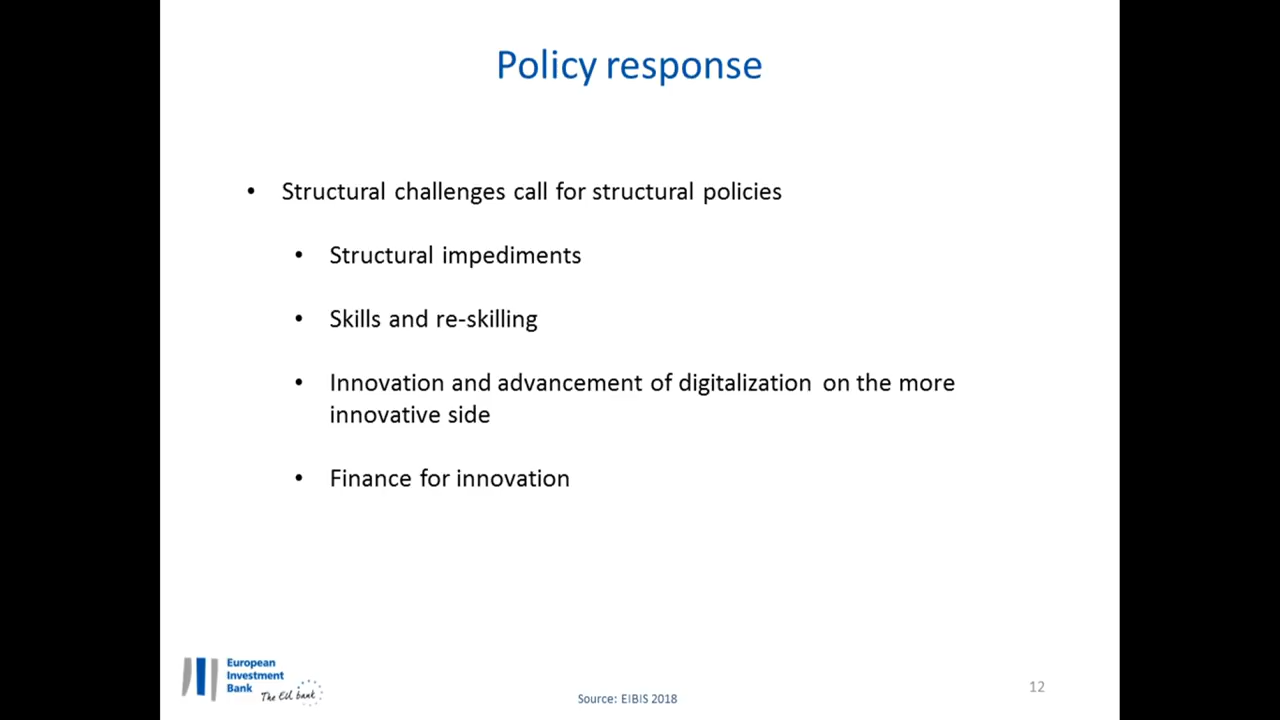 Policy response
• Structural challenges call for structural policies
• Structural impediments
• Skills and re-skilling
• Innovation and advancement of digitalization on the more
innovative side
• Finance for innovation
European
Investment
Bank
The EU bank
Source: EIBIS 2018
12